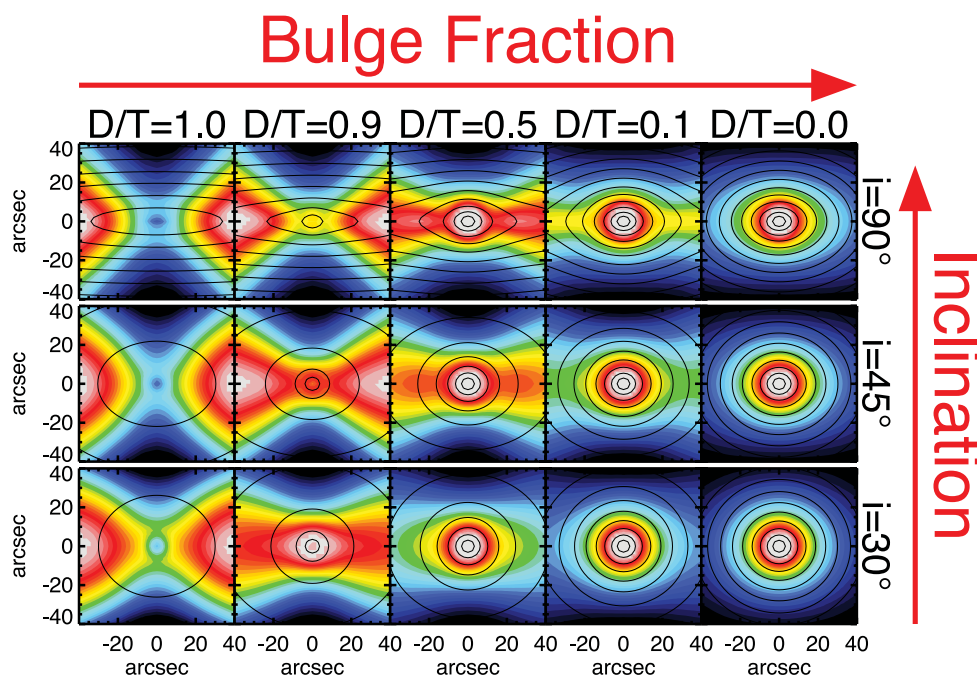 Bulge Fraction
D/T=1.0 D/T=0.9 D/T=0.5 D/T=0.1 D/T=0.0
40
20
0
-20
-40
arcsec
i=90°
40
20
0
-20
-40
arcsec
i=45°
40
20
0
-20
-40
arcsec
i=30°
Inclination
-20 0 20 40 -20 0 20 40 -20 0 20 40 -20 0 20 40 -20 0 20 40
arcsec arcsec arcsec arcsec arcsec